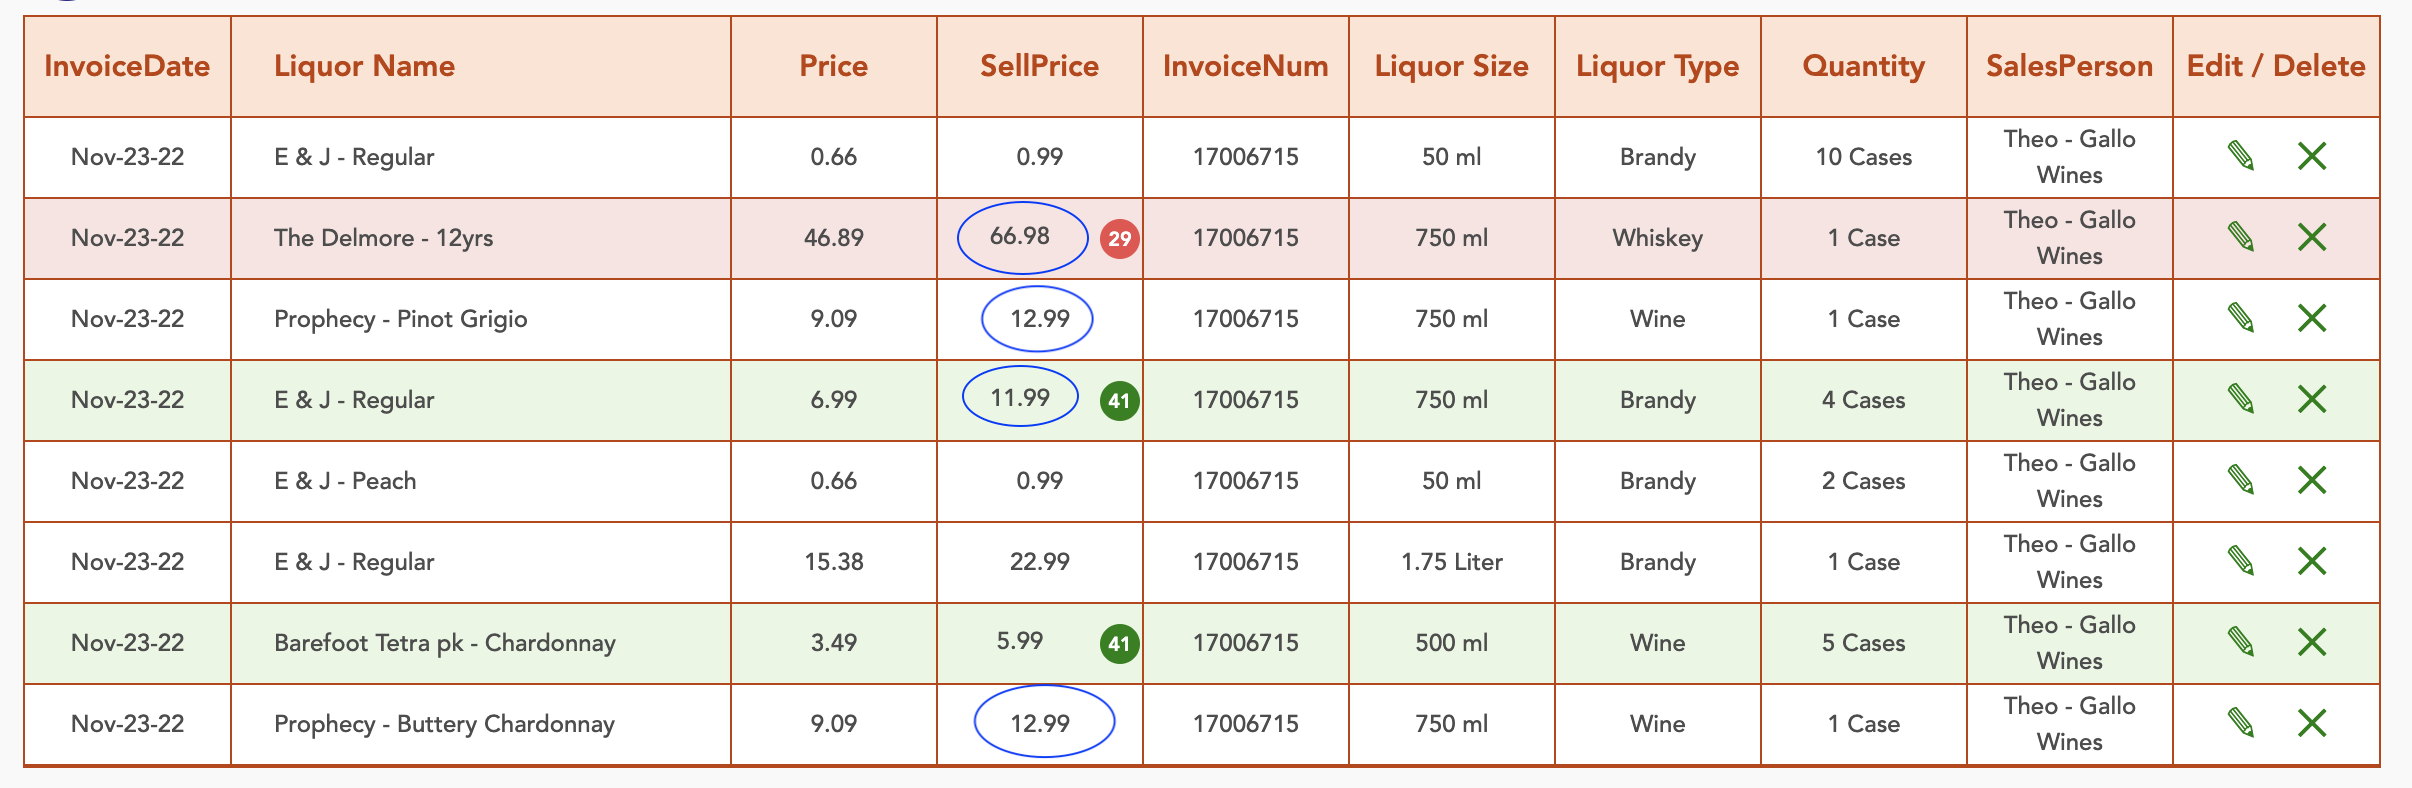 InvoiceDate Liquor Name Price SellPrice InvoiceNum Liquor Size Liquor Type Quantity SalesPerson Edit / Delete
Nov-23-22 E & J - Regular 0.66 0.99 17006715 50 ml Brandy 10 Cases Theo - Gallo
Wines
Nov-23-22 The Delmore - 12yrs 46.89 66.98 29 17006715 750 ml Whiskey 1 Case Theo - Gallo
Wines
Nov-23-22 Prophecy - Pinot Grigio 9.09 12.99 17006715 750 ml Wine 1 Case Theo - Gallo
Wines
Nov-23-22 E & J - Regular 6.99 11.99 41 17006715 750 ml Brandy 4 Cases Theo - Gallo
Wines
Nov-23-22 E & J - Peach 0.66 0.99 17006715 50 ml Brandy 2 Cases Theo - Gallo
Wines
Nov-23-22 E & J - Regular 15.38 22.99 17006715 1.75 Liter Brandy 1 Case Theo - Gallo
Wines
Nov-23-22 Barefoot Tetra pk - Chardonnay 3.49 5.99 41 17006715 500 ml Wine 5 Cases Theo - Gallo
Wines
Nov-23-22 Prophecy - Buttery Chardonnay 9.09 12.99 17006715 750 ml Wine 1 Case Theo - Gallo
Wines